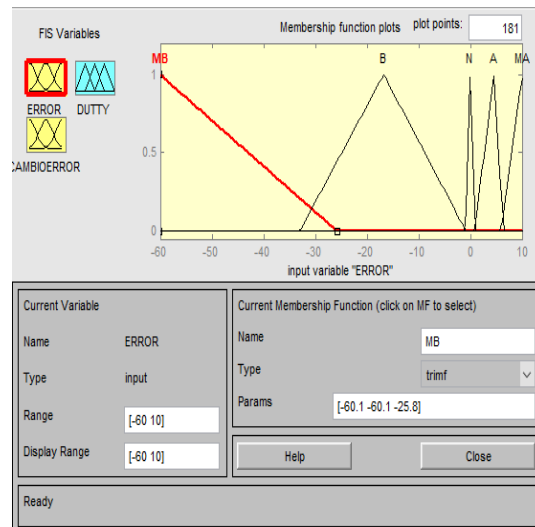 FIS Variables
Membership function plots
plot points:
181
MB
B
N
A
MA
1
0.5
0
ERROR
DUTTY
CAMBIOERROR
-60
-50
-40
-30
-20
-10
0
10
input variable "ERROR"
Current Variable
Name
ERROR
Type
input
Range
[-60 10]
Display Range
[-60 10]
Current Membership Function (click on MF to select)
Name
MB
Type
trimf
Params
[-60.1 -60.1 -25.8]
Help
Close
Ready